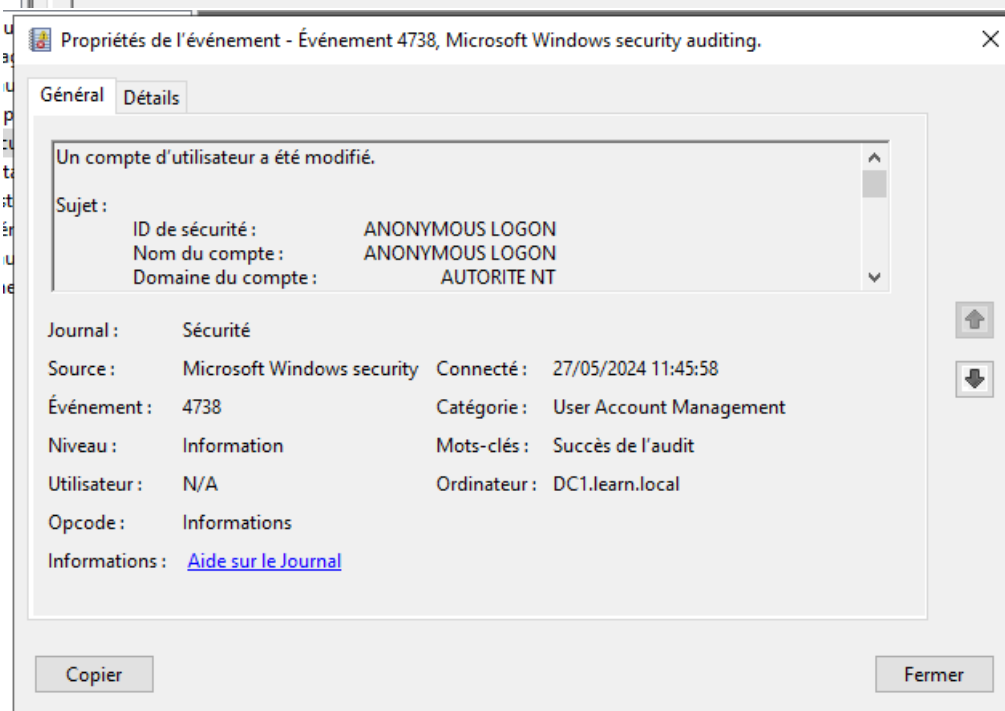 Propriétés de l'événement - Événement 4738, Microsoft Windows security auditing.
Général Détails
Un compte d'utilisateur a été modifié.
Sujet :
ID de sécurité : ANONYMOUS LOGON
Nom du compte : ANONYMOUS LOGON
Domaine du compte : AUTORITE NT
Journal : Sécurité
Source : Microsoft Windows security Connecté : 27/05/2024 11:45:58
Événement : 4738 Catégorie : User Account Management
Niveau : Information Mots-clés : Succès de l'audit
Utilisateur : N/A Ordinateur : DC1.learn.local
Opcode : Informations
Informations : Aide sur le Journal
Copier Fermer